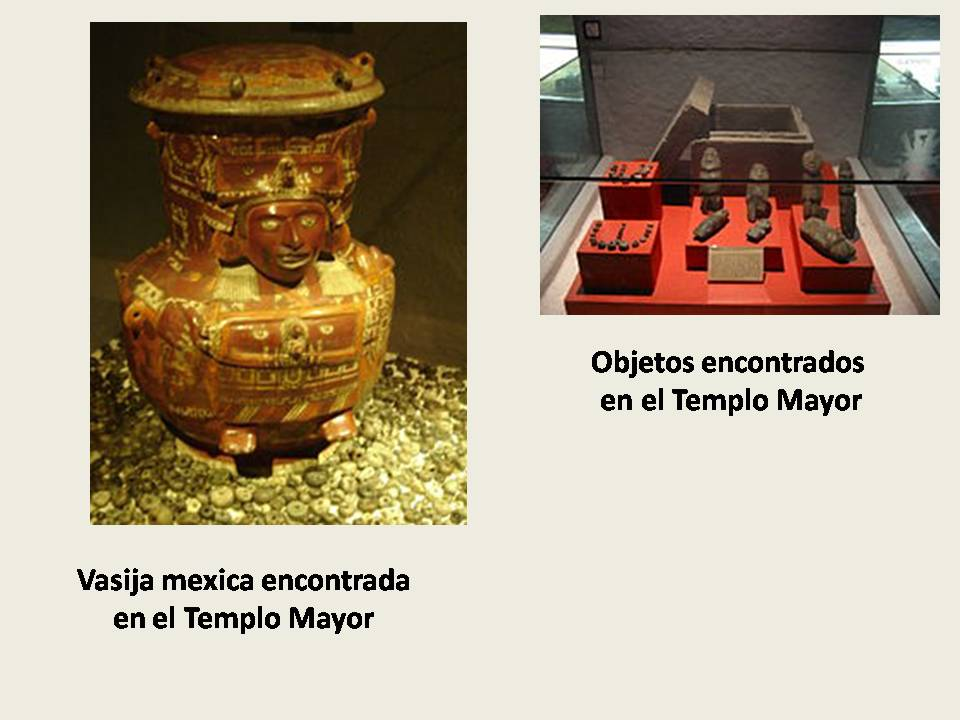 Objetos encontrados
en el Templo Mayor
Vasija mexica encontrada
en el Templo Mayor